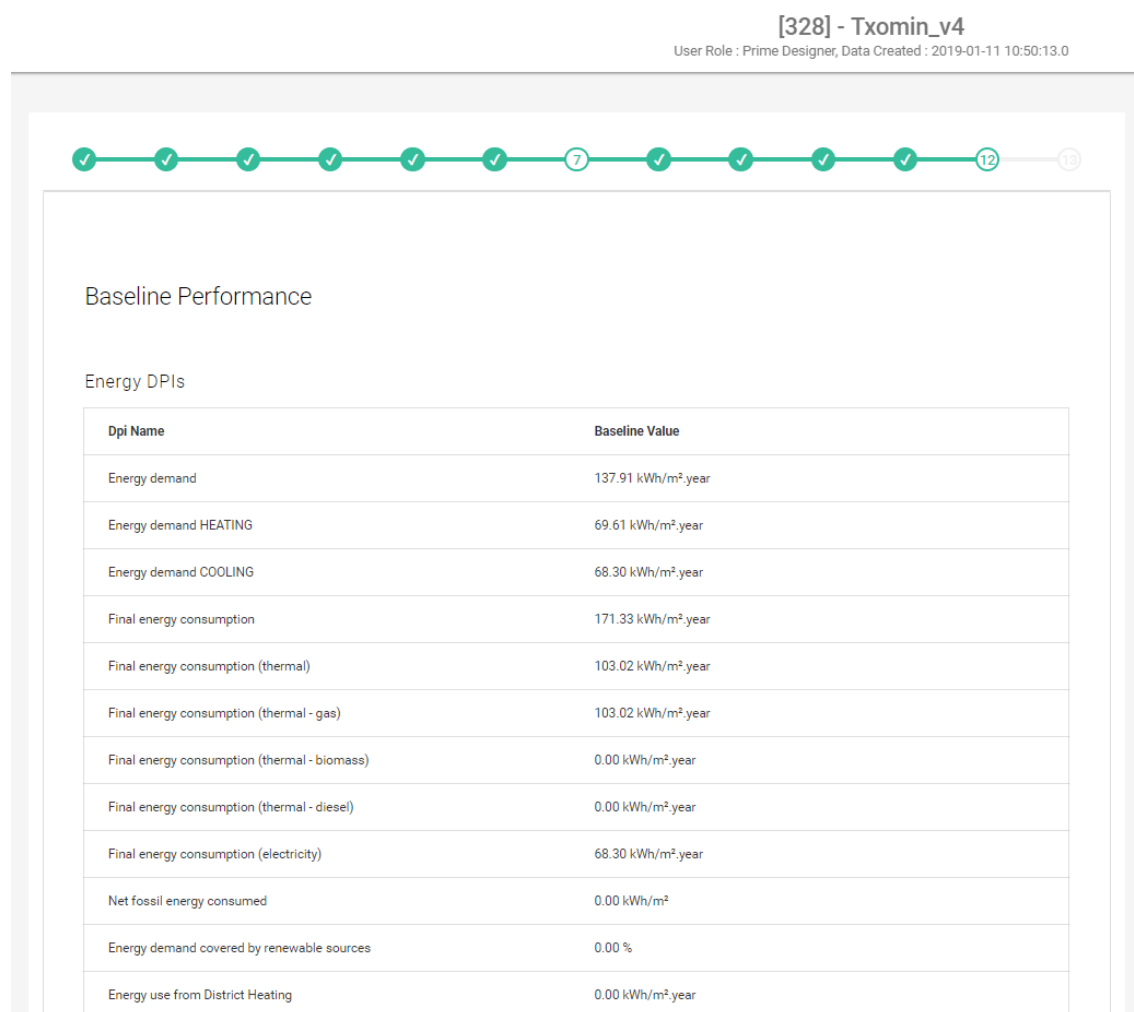 [328] - Txomin_v4
User Role : Prime Designer, Data Created : 2019-01-11 10:50:13.0
7 12 13
Baseline Performance
Energy DPIs
Dpi Name Baseline Value
Energy demand 137.91 kWh/m².year
Energy demand HEATING 69.61 kWh/m².year
Energy demand COOLING 68.30 kWh/m².year
Final energy consumption 171.33 kWh/m².year
Final energy consumption (thermal) 103.02 kWh/m².year
Final energy consumption (thermal - gas) 103.02 kWh/m².year
Final energy consumption (thermal - biomass) 0.00 kWh/m².year
Final energy consumption (thermal - diesel) 0.00 kWh/m².year
Final energy consumption (electricity) 68.30 kWh/m².year
Net fossil energy consumed 0.00 kWh/m²
Energy demand covered by renewable sources 0.00 %
Energy use from District Heating 0.00 kWh/m².year